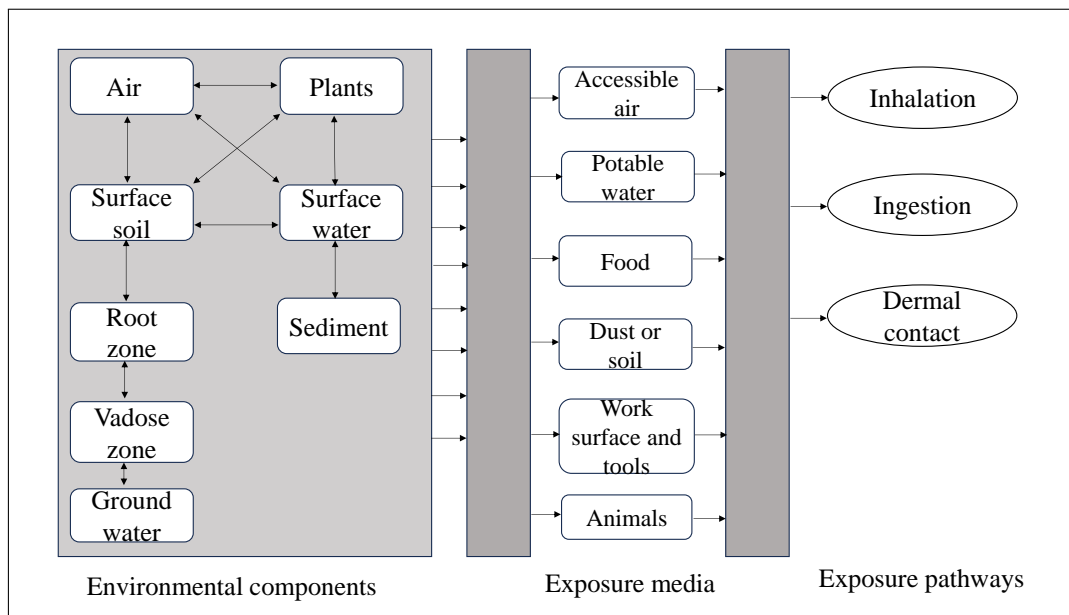 Air
Plants
Surface
soil
Surface
water
Root
zone
Sediment
Vadose
zone
Ground
water
Environmental components
Accessible
air
Potable
water
Food
Dust or
soil
Work
surface and
tools
Animals
Exposure media
Inhalation
Ingestion
Dermal
contact
Exposure pathways